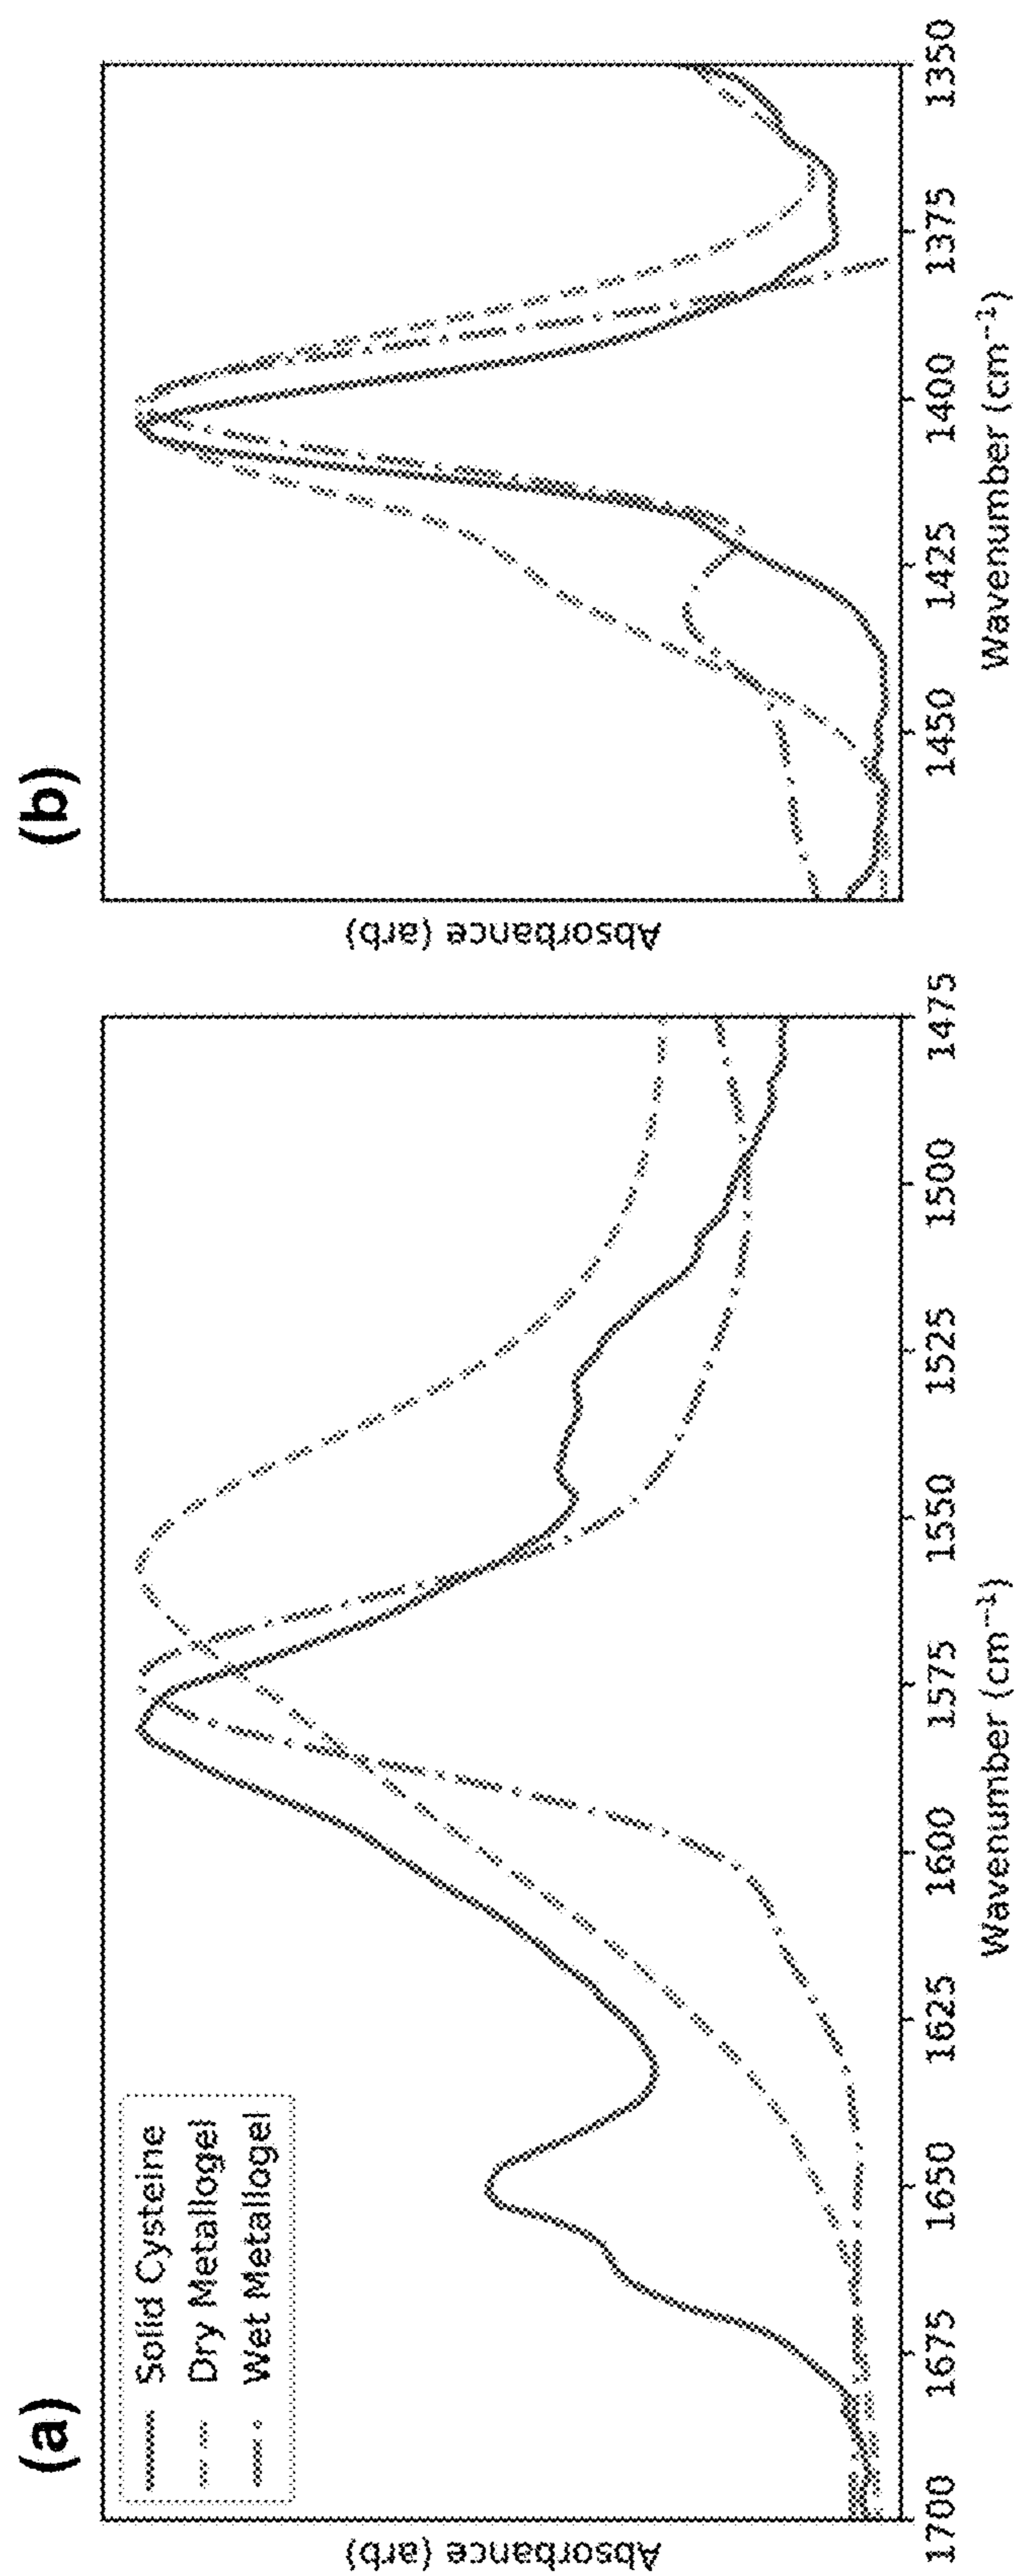 (a)
Absorbance (arb)
Solid Cysteine
Dry Metallogel
Wet Metallogel
1700 1675 1650 1625 1600 1575 1550 1525 1500 1475
Wavenumber (cm⁻¹)
(b)
Absorbance (arb)
1450 1425 1400 1375 1350
Wavenumber (cm⁻¹)